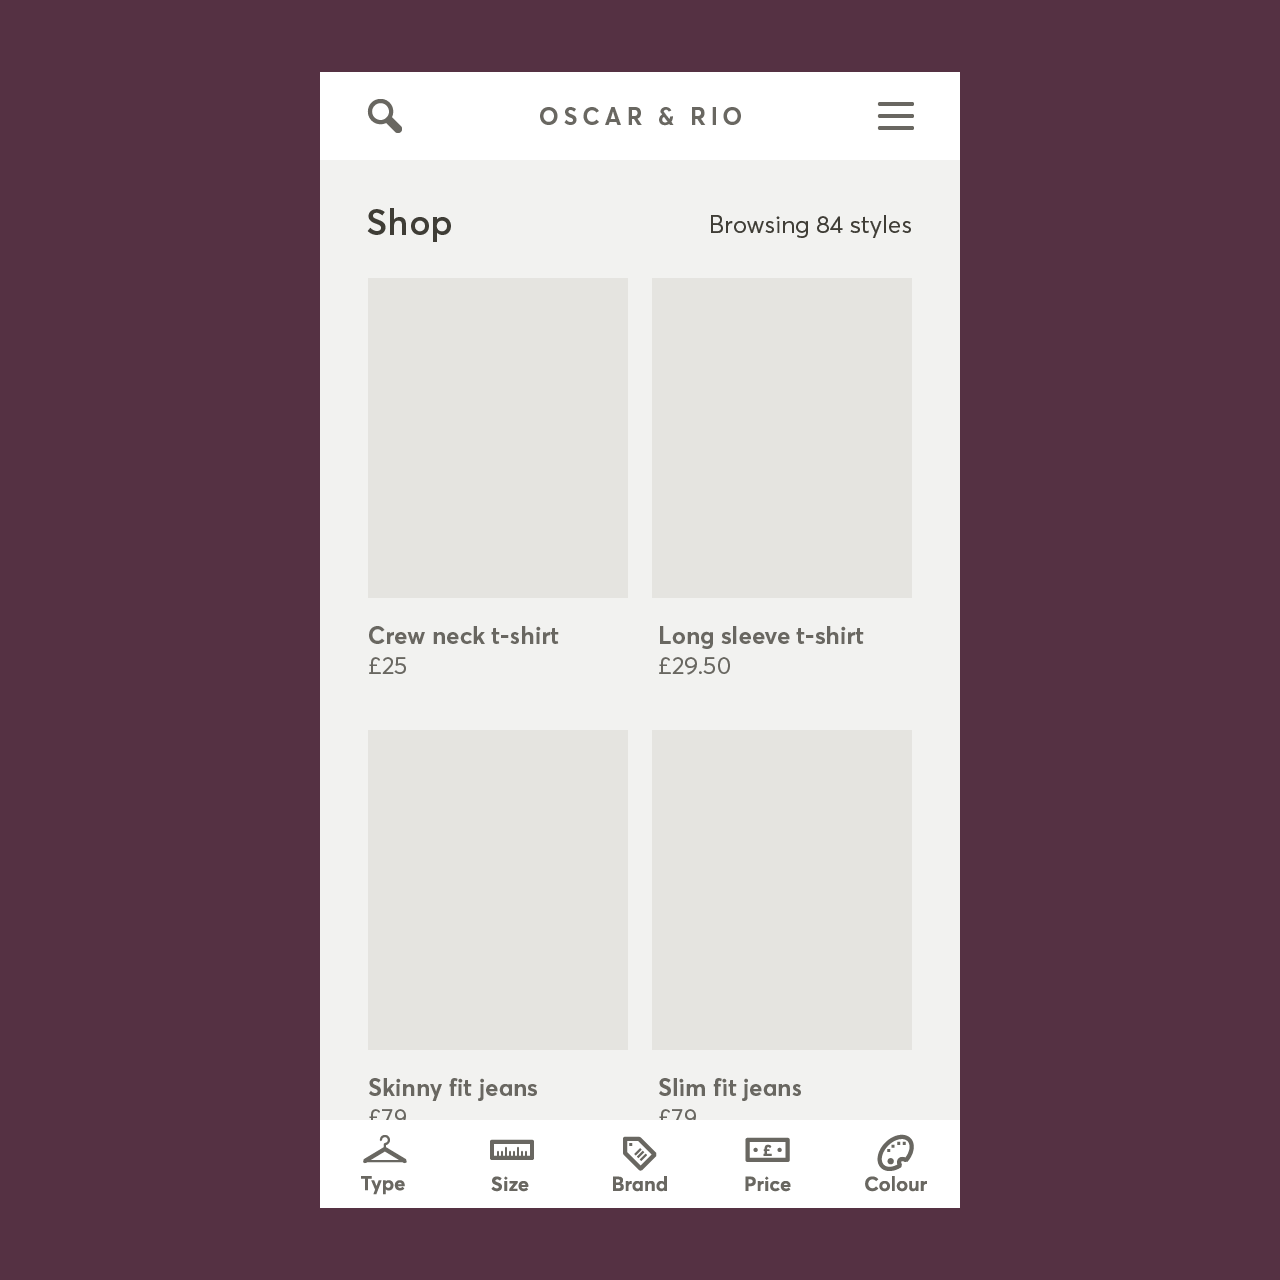 OSCAR & RIO
Shop
Browsing 84 styles
Crew neck t-shirt
£25
Long sleeve t-shirt
£29.50
Skinny fit jeans
£79
Slim fit jeans
£79
£
Type
Size
Brand
Price
Colour